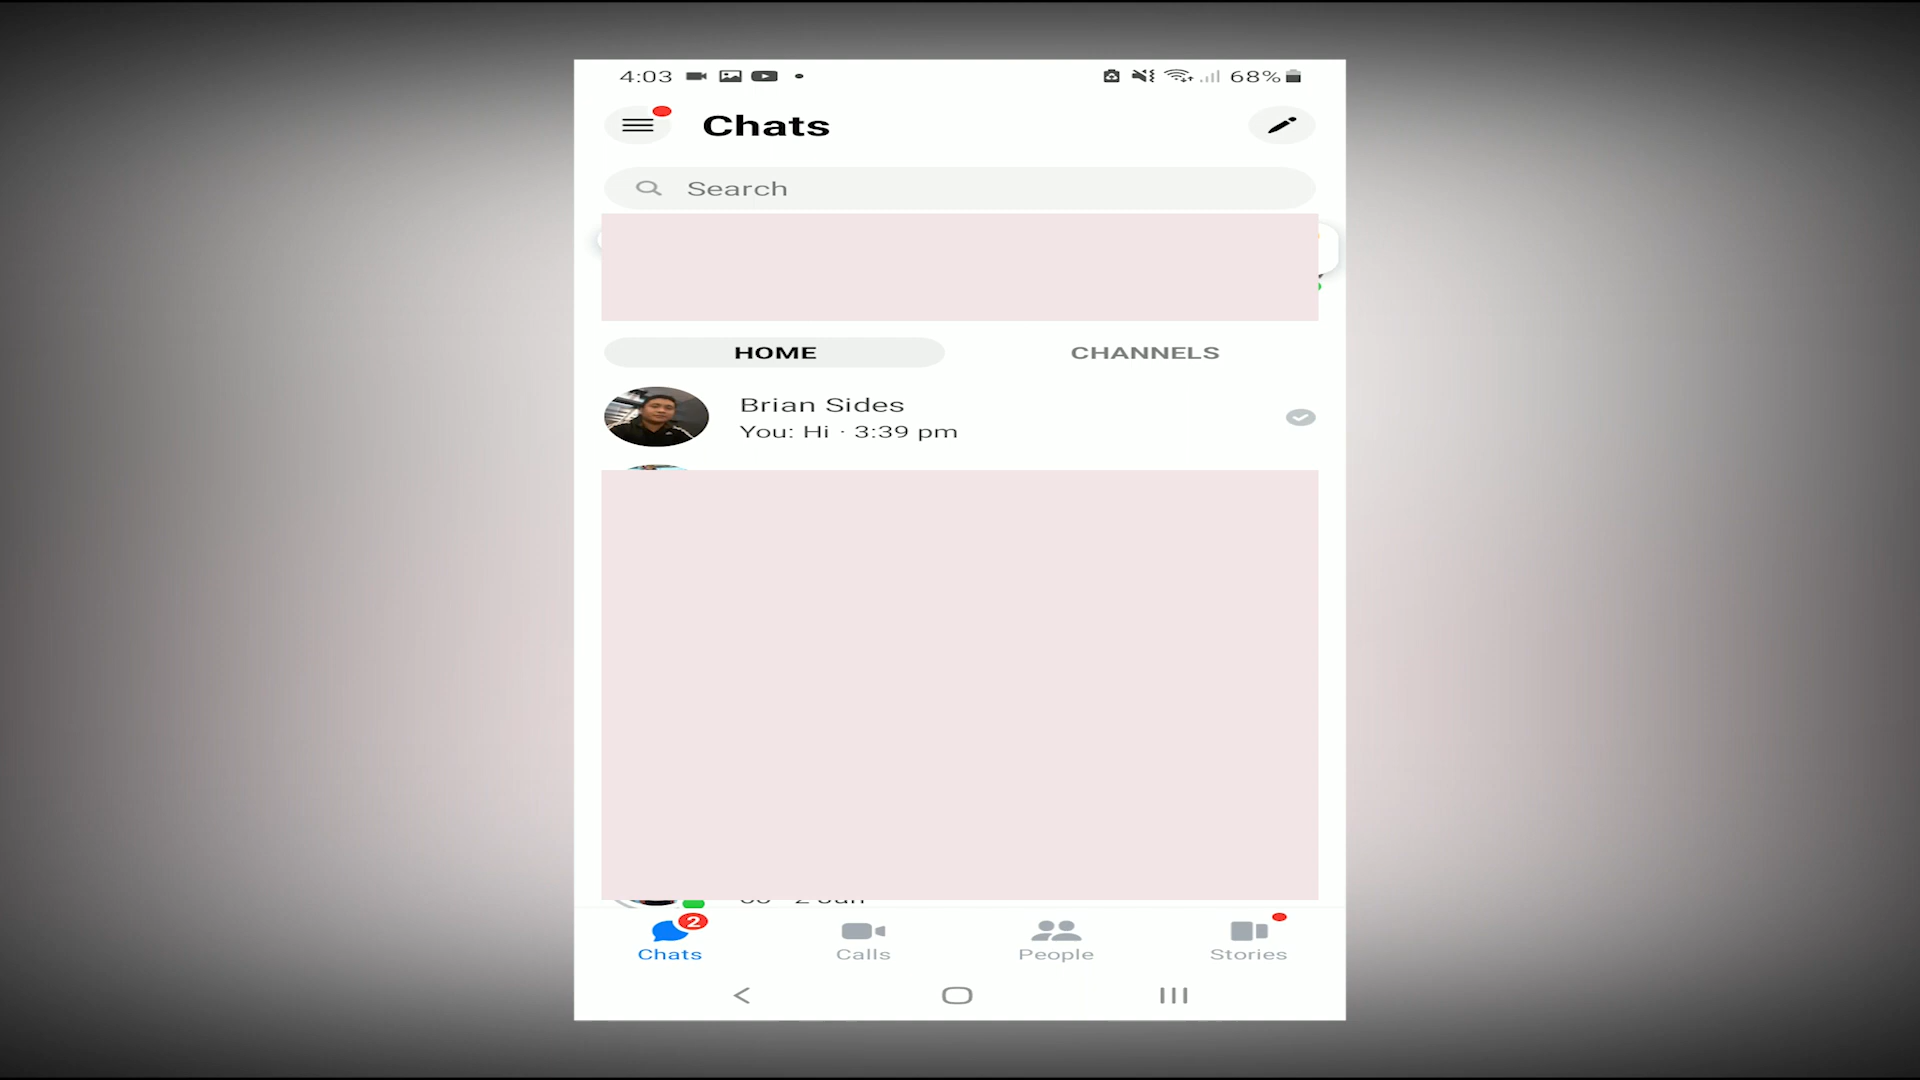 4:03 68%
Chats
Search
HOME CHANNELS
Brian Sides
You: Hi · 3:39 pm
2
Chats Calls People Stories